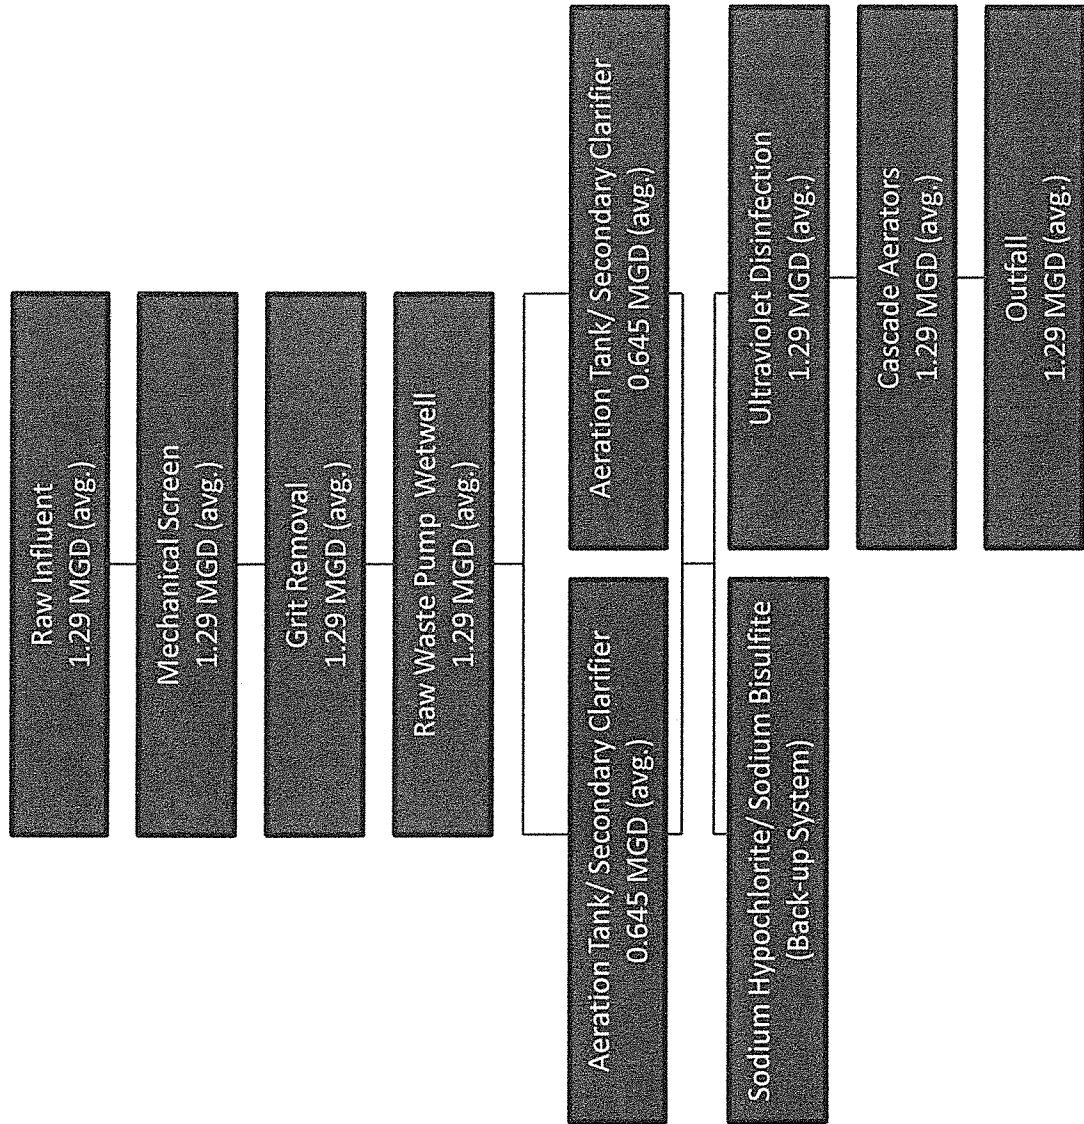 Raw Influent
1.29 MGD (avg.)
Mechanical Screen
1.29 MGD (avg.)
Grit Removal
1.29 MGD (avg.)
Raw Waste Pump Wetwell
1.29 MGD (avg.)
Aeration Tank/ Secondary Clarifier
0.645 MGD (avg.)
Aeration Tank/ Secondary Clarifier
0.645 MGD (avg.)
Sodium Hypochlorite/ Sodium Bisulfite
(Back-up System)
Ultraviolet Disinfection
1.29 MGD (avg.)
Cascade Aerators
1.29 MGD (avg.)
Outfall
1.29 MGD (avg.)